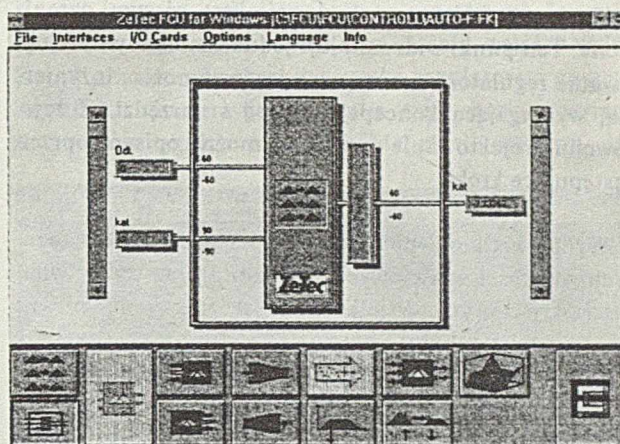 ZeTec FCU for Windows [C:\FCU\FCU\CONTROLL\AUTO-F.FK]
File Interfaces I/O Cards Options Language Info
Od.
60
-60
kat
90
-90
60
-60
kat
ZeTec